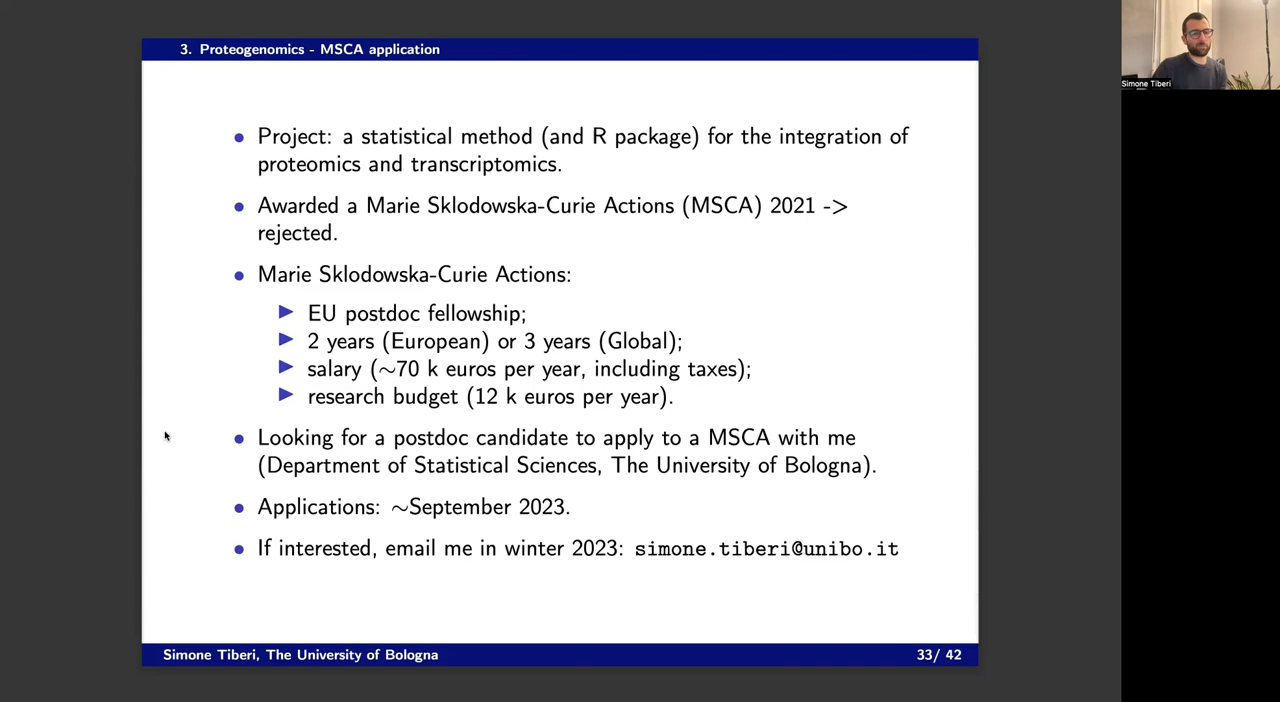 3. Proteogenomics - MSCA application
Simone Tiberi
• Project: a statistical method (and R package) for the integration of
proteomics and transcriptomics.
• Awarded a Marie Sklodowska-Curie Actions (MSCA) 2021 ->
rejected.
• Marie Sklodowska-Curie Actions:
▶ EU postdoc fellowship;
▶ 2 years (European) or 3 years (Global);
▶ salary (∼70 k euros per year, including taxes);
▶ research budget (12 k euros per year).
• Looking for a postdoc candidate to apply to a MSCA with me
(Department of Statistical Sciences, The University of Bologna).
• Applications: ∼September 2023.
• If interested, email me in winter 2023: simone.tiberi@unibo.it
Simone Tiberi, The University of Bologna 33/ 42